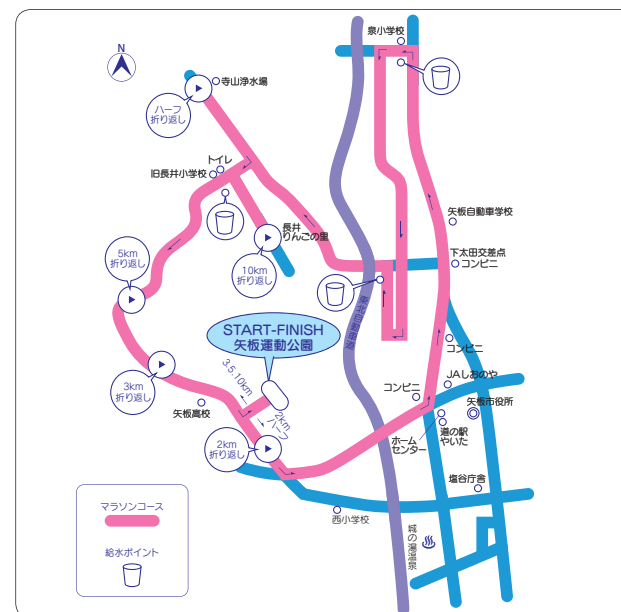 泉小学校
N
寺山浄水場
ハーフ
折り返し
トイレ
旧長井小学校
矢板自動車学校
長井
りんごの里
下太田交差点
コンビニ
5km
折り返し
10km
折り返し
東北自動車道
START-FINISH
矢板運動公園
コンビニ
3km
折り返し
3.5.10km
JAしおのや
コンビニ
矢板高校
2km
ハーフ
矢板市役所
道の駅
やいた
ホーム
センター
2km
折り返し
塩谷庁舎
マラソンコース
西小学校
城の湯温泉
給水ポイント